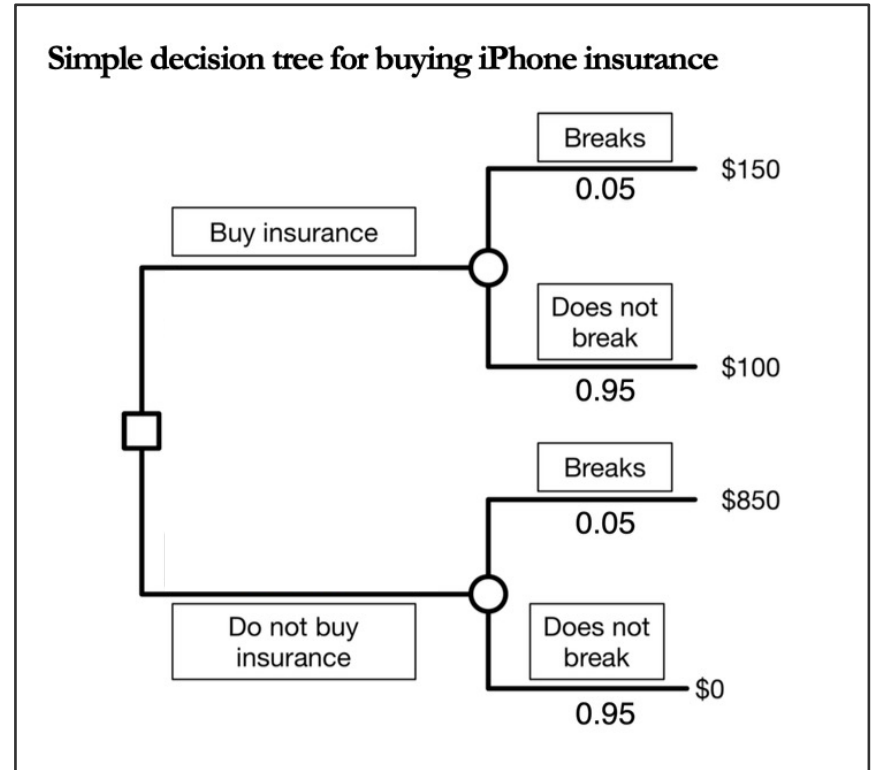 Simple decision tree for buying iPhone insurance
Breaks
$150
0.05
Buy insurance
Does not
break
$100
0.95
Breaks
$850
0.05
Do not buy
insurance
Does not
break
$0
0.95